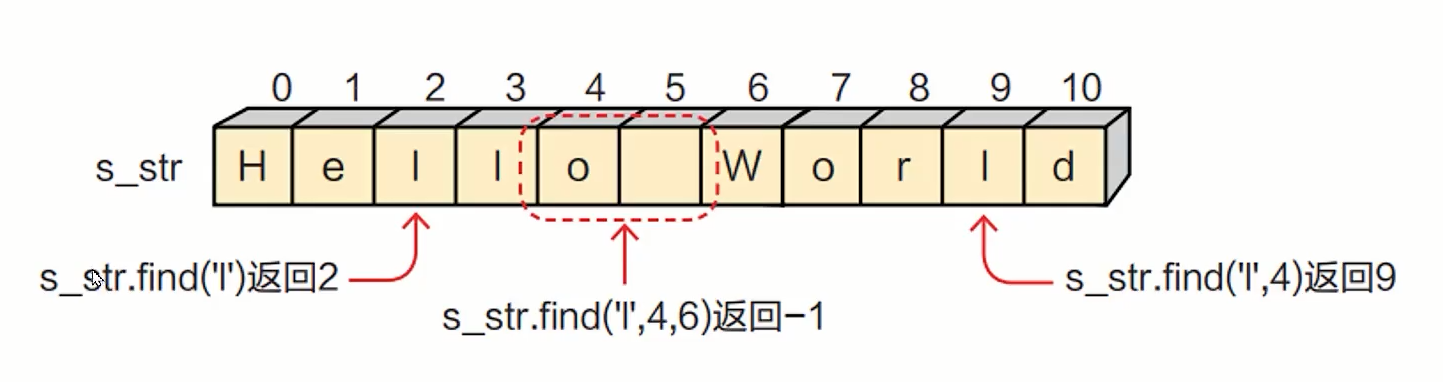 0 1 2 3 4 5 6 7 8 9 10
s_str H e l l o W o r l d
s_str.find('l')返回2
s_str.find('l',4,6)返回-1
s_str.find('l',4)返回9